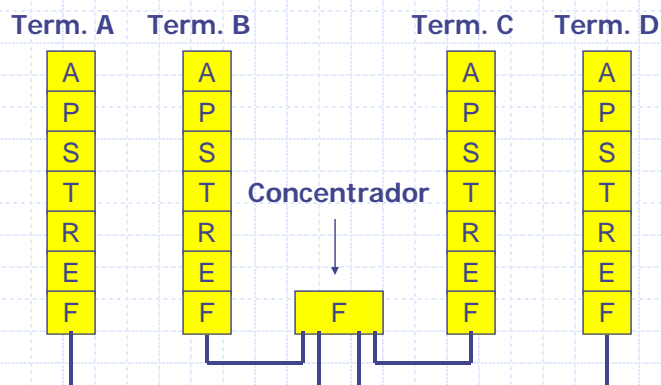 Term. A Term. B Term. C Term. D
A A A A
P P P P
S S S S
T T Concentrador T T
R R R R
E E E E
F F F F F